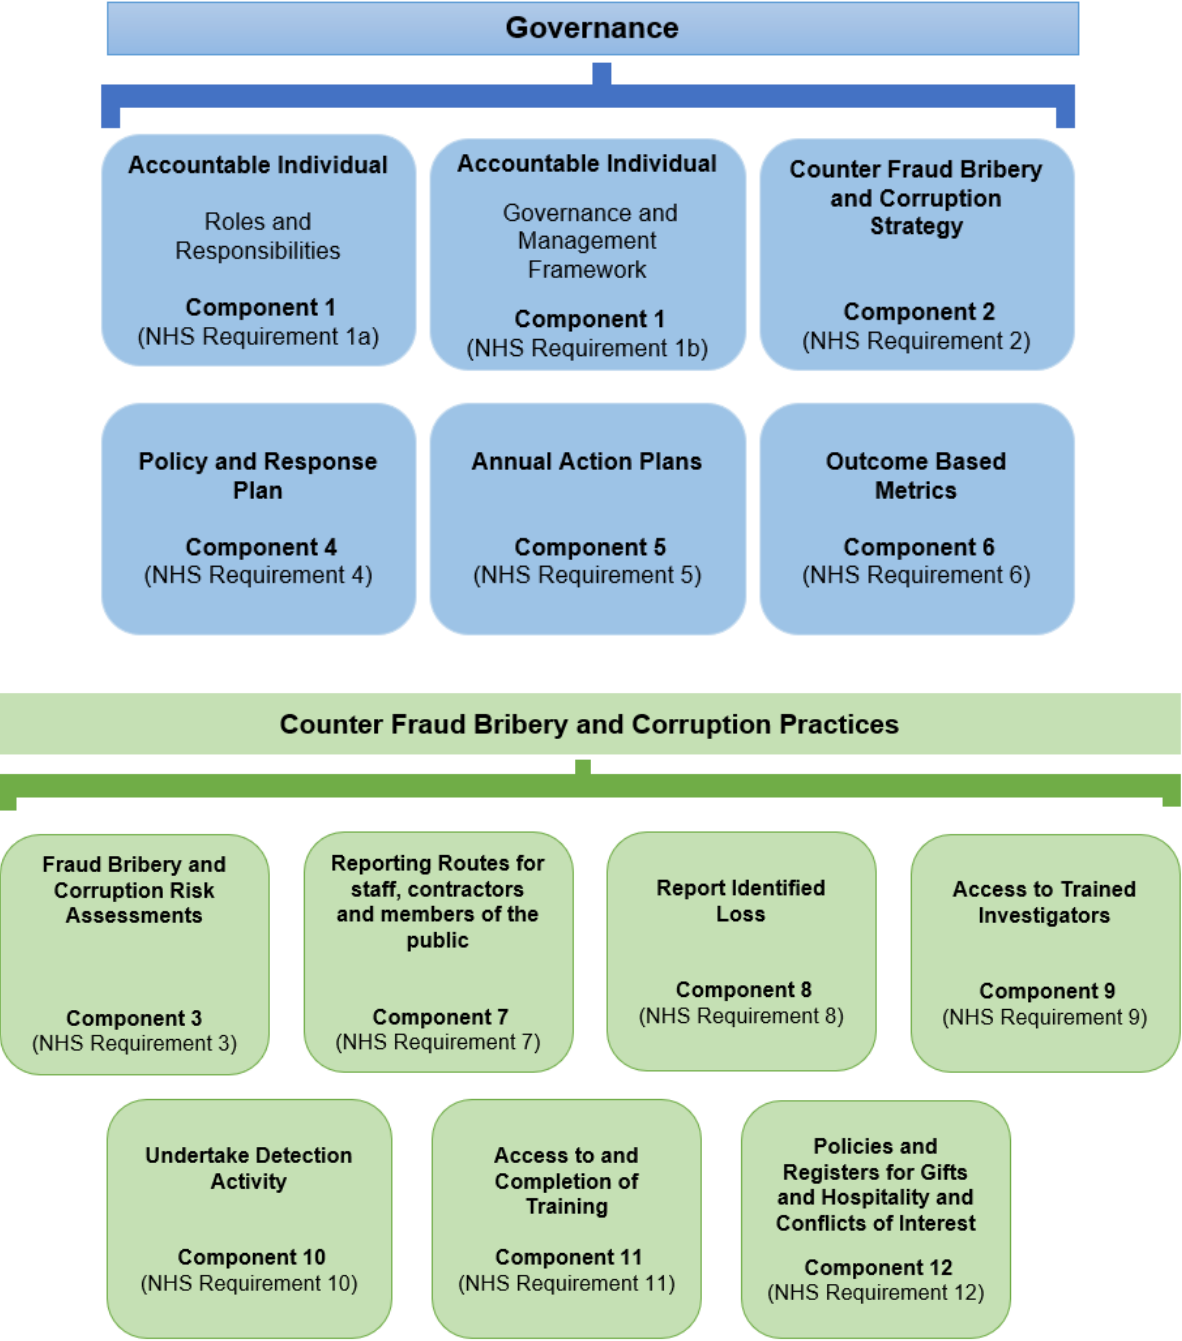 Governance
Accountable Individual
Roles and
Responsibilities
Component 1
(NHS Requirement 1a)
Accountable Individual
Governance and
Management
Framework
Component 1
(NHS Requirement 1b)
Counter Fraud Bribery
and Corruption
Strategy
Component 2
(NHS Requirement 2)
Policy and Response
Plan
Component 4
(NHS Requirement 4)
Annual Action Plans
Component 5
(NHS Requirement 5)
Outcome Based
Metrics
Component 6
(NHS Requirement 6)
Counter Fraud Bribery and Corruption Practices
Fraud Bribery and
Corruption Risk
Assessments
Component 3
(NHS Requirement 3)
Reporting Routes for
staff, contractors
and members of the
public
Component 7
(NHS Requirement 7)
Report Identified
Loss
Component 8
(NHS Requirement 8)
Access to Trained
Investigators
Component 9
(NHS Requirement 9)
Undertake Detection
Activity
Component 10
(NHS Requirement 10)
Access to and
Completion of
Training
Component 11
(NHS Requirement 11)
Policies and
Registers for Gifts
and Hospitality and
Conflicts of Interest
Component 12
(NHS Requirement 12)